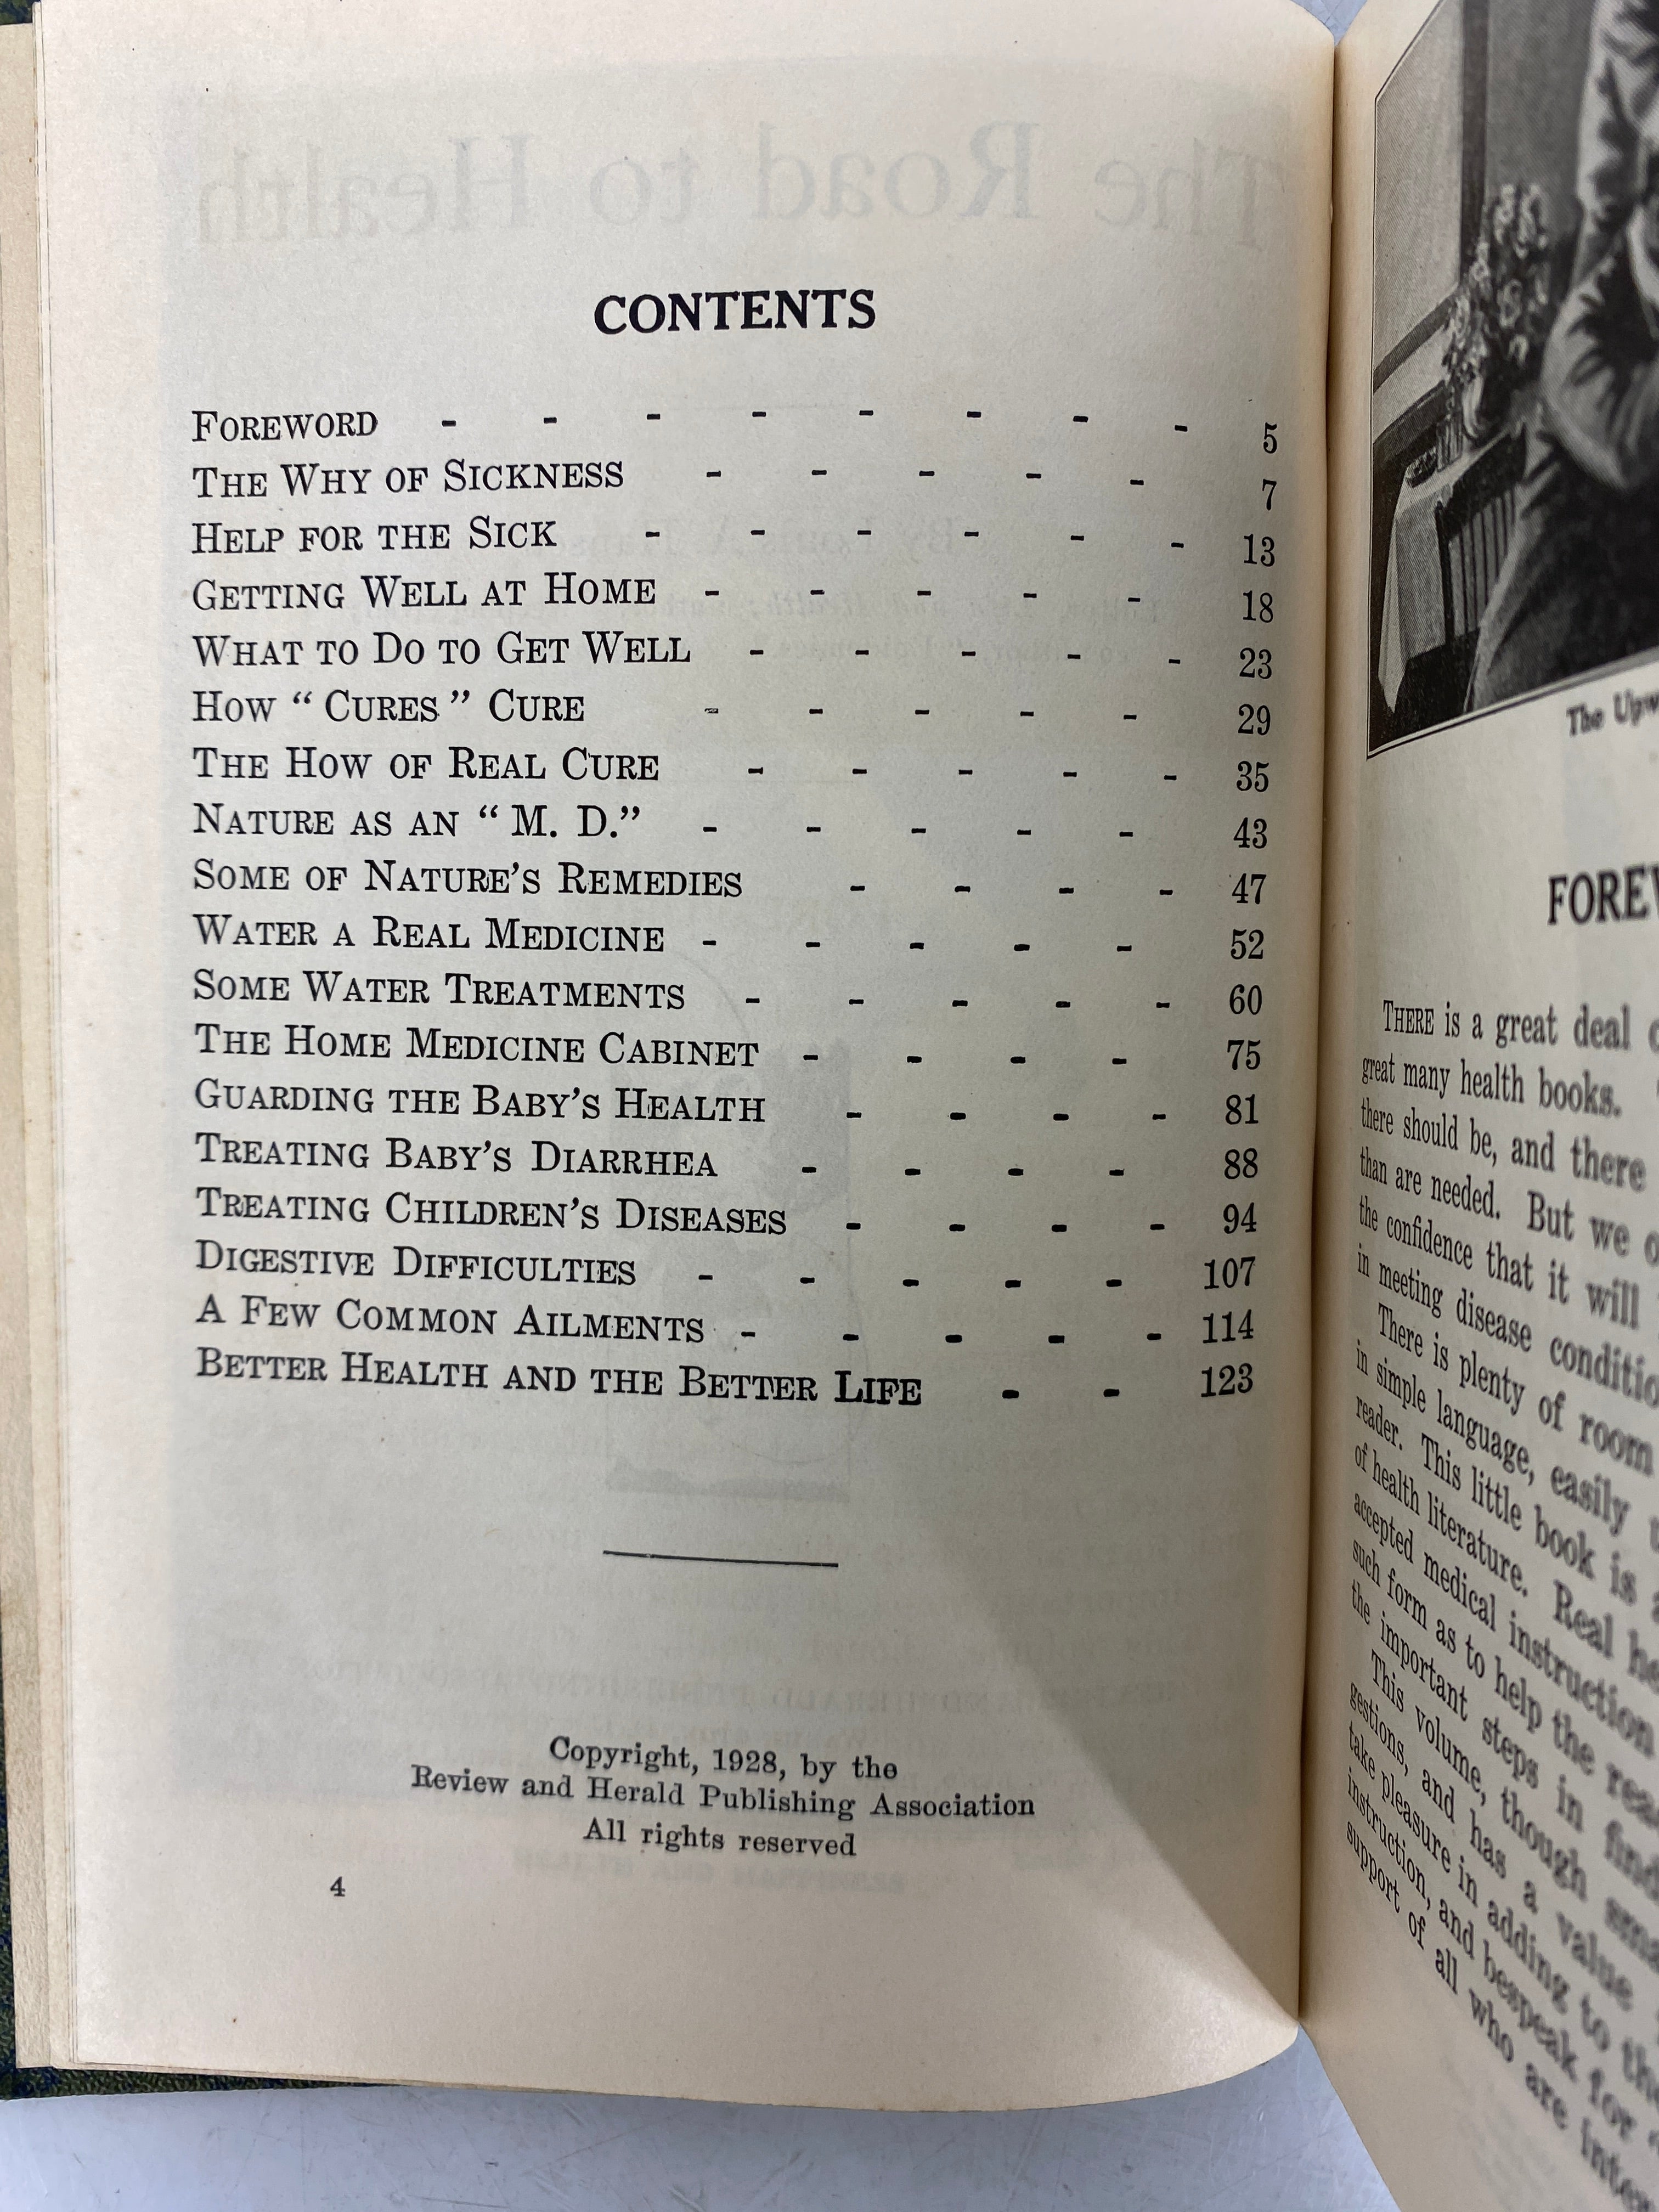 The Road to Health
CONTENTS
FOREWORD - - - - - - - - 5
THE WHY OF SICKNESS - - - - - 7
HELP FOR THE SICK - - - - - - 13
GETTING WELL AT HOME - - - - - 18
WHAT TO DO TO GET WELL - - - - - 23
HOW “ CURES ” CURE - - - - - 29
THE HOW OF REAL CURE - - - - - 35
NATURE AS AN “ M. D.” - - - - - 43
SOME OF NATURE’S REMEDIES - - - - 47
WATER A REAL MEDICINE - - - - - 52
SOME WATER TREATMENTS - - - - - 60
THE HOME MEDICINE CABINET - - - - 75
GUARDING THE BABY’S HEALTH - - - - 81
TREATING BABY’S DIARRHEA - - - - 88
TREATING CHILDREN’S DISEASES - - - - 94
DIGESTIVE DIFFICULTIES - - - - - 107
A FEW COMMON AILMENTS - - - - - 114
BETTER HEALTH AND THE BETTER LIFE - - 123
Copyright, 1928, by the
Review and Herald Publishing Association
All rights reserved
4
The
THERE is a great deal
great many health books.
there should be, and there
than are needed. But we
the confidence that it will
in meeting disease
There is plenty of room
in simple language, easily
reader. This little book is
of health literature. Real
accepted medical instruction
such form as to help the
the important steps in
This volume, though
gestions, and has a value
take pleasure in adding to
instruction, and bespeak for
support of all who are